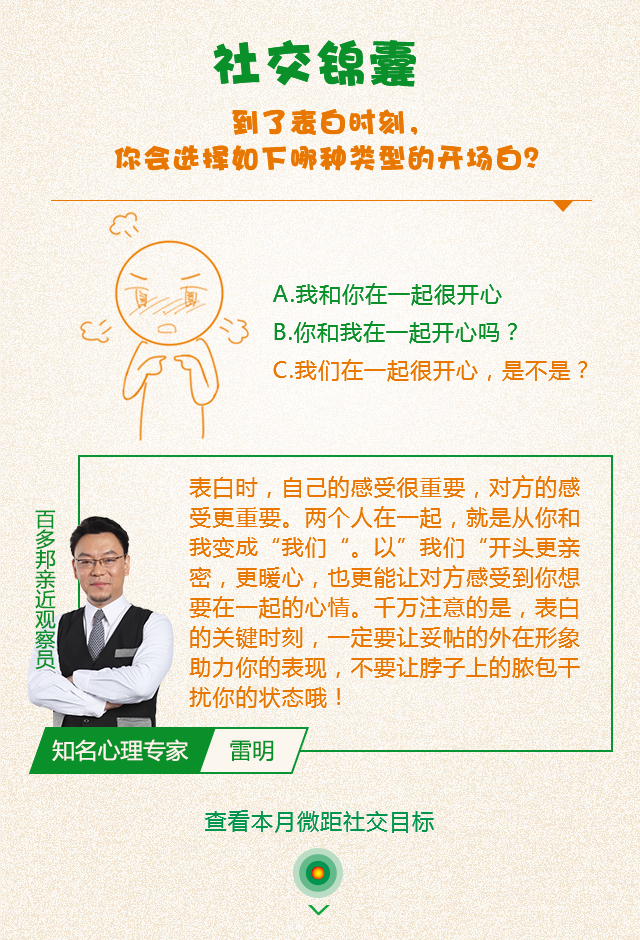 社交锦囊
到了表白时刻，
你会选择如下哪种类型的开场白？
A.我和你在一起很开心
B.你和我在一起开心吗？
C.我们在一起很开心，是不是？
表白时，自己的感受很重要，对方的感
受更重要。两个人在一起，就是从你和
我变成“我们“。以”我们“开头更亲
密，更暖心，也更能让对方感受到你想
要在一起的心情。千万注意的是，表白
的关键时刻，一定要让妥帖的外在形象
助力你的表现，不要让脖子上的脓包干
扰你的状态哦！
百多邦亲近观察员
知名心理专家 雷明
查看本月微距社交目标